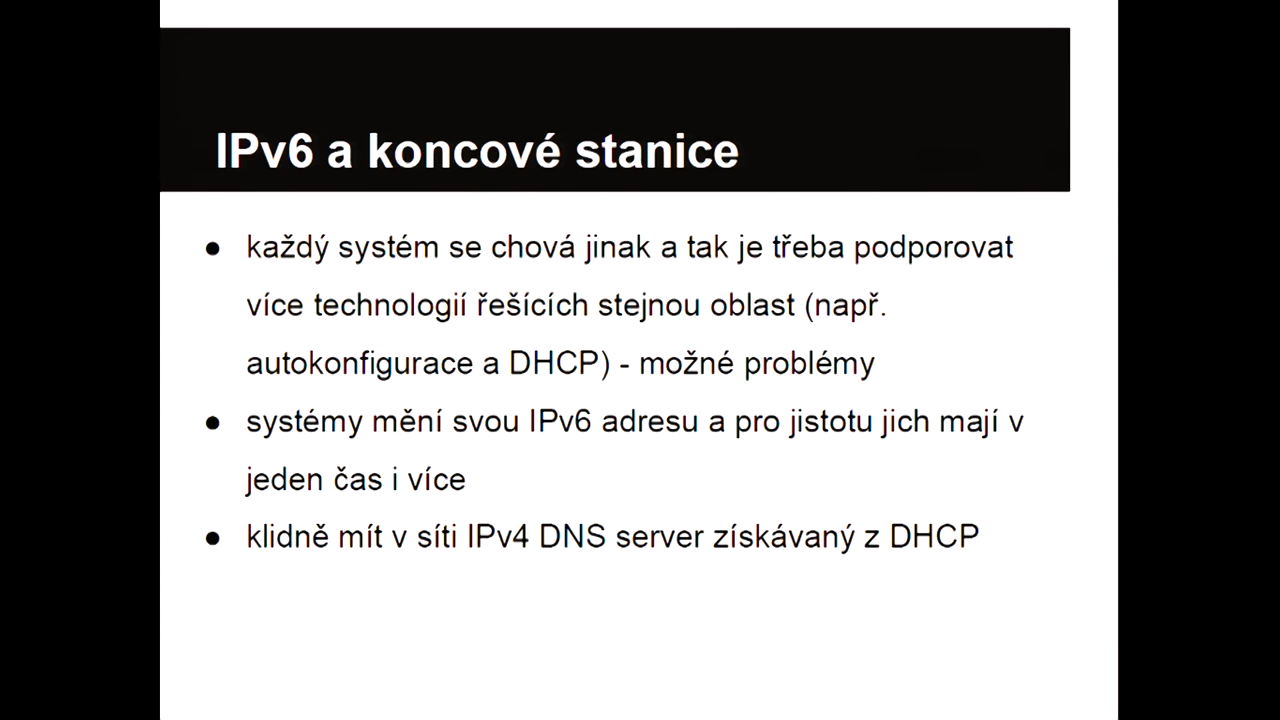 IPv6 a koncové stanice
● každý systém se chová jinak a tak je třeba podporovat
více technologií řešících stejnou oblast (např.
autokonfigurace a DHCP) - možné problémy
● systémy mění svou IPv6 adresu a pro jistotu jich mají v
jeden čas i více
● klidně mít v síti IPv4 DNS server získávaný z DHCP